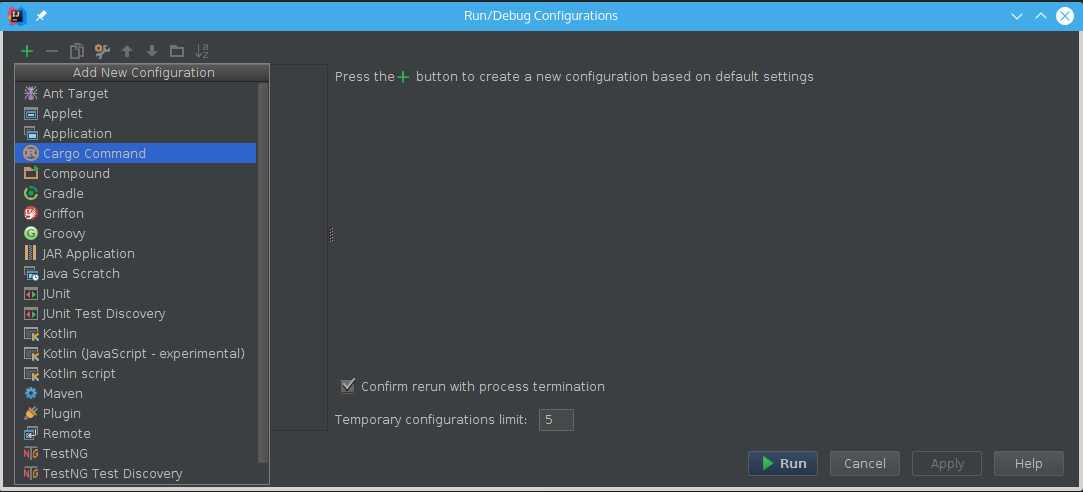 Run/Debug Configurations
Add New Configuration
Press the + button to create a new configuration based on default settings
Ant Target
Applet
Application
Cargo Command
Compound
Gradle
Griffon
Groovy
JAR Application
Java Scratch
JUnit
JUnit Test Discovery
Kotlin
Kotlin (JavaScript - experimental)
Kotlin script
Maven
Plugin
Remote
TestNG
TestNG Test Discovery
Confirm rerun with process termination
Temporary configurations limit: 5
Run Cancel Apply Help